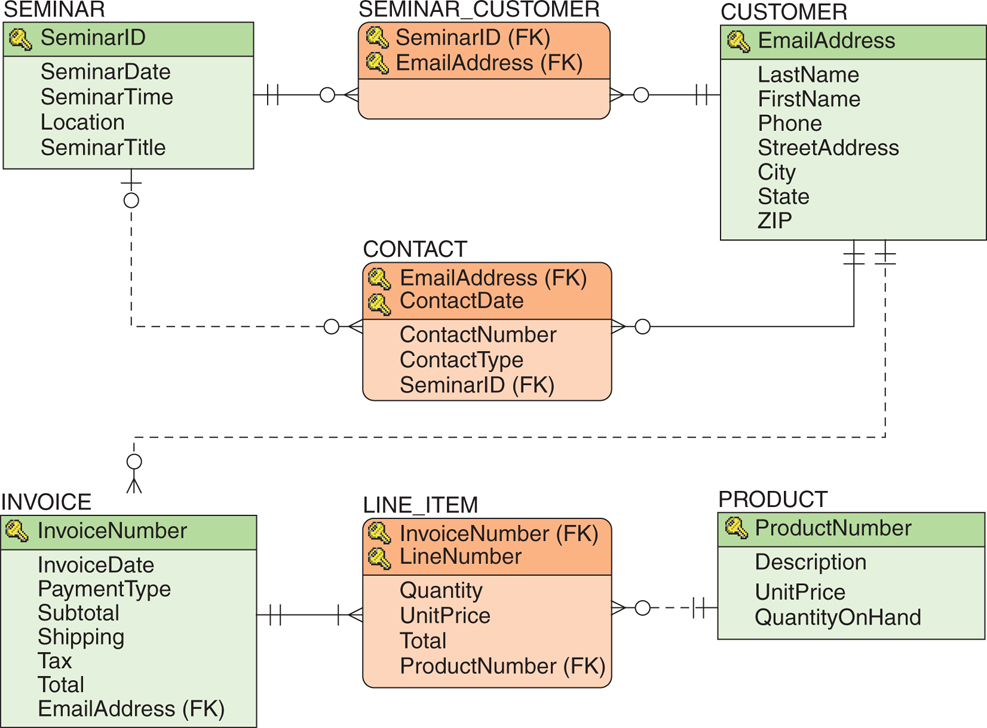 SEMINAR
SeminarID
SeminarDate
SeminarTime
Location
SeminarTitle
SEMINAR_CUSTOMER
SeminarID (FK)
EmailAddress (FK)
CUSTOMER
EmailAddress
LastName
FirstName
Phone
StreetAddress
City
State
ZIP
CONTACT
EmailAddress (FK)
ContactDate
ContactNumber
ContactType
SeminarID (FK)
INVOICE
InvoiceNumber
InvoiceDate
PaymentType
Subtotal
Shipping
Tax
Total
EmailAddress (FK)
LINE_ITEM
InvoiceNumber (FK)
LineNumber
Quantity
UnitPrice
Total
ProductNumber (FK)
PRODUCT
ProductNumber
Description
UnitPrice
QuantityOnHand